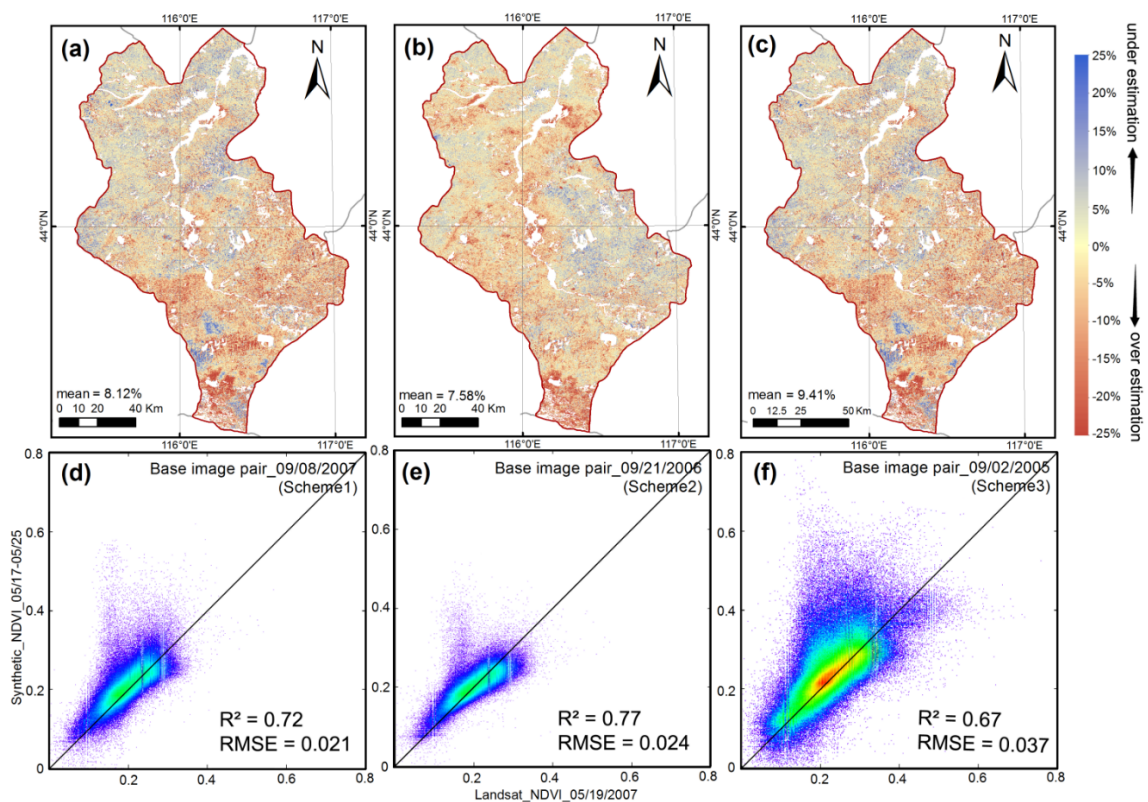 116°0'E 117°0'E
(a)
N
44°0'N
mean = 8.12%
0 10 20 40 Km
116°0'E 117°0'E
(b)
N
44°0'N
44°0'N
mean = 7.58%
0 10 20 40 Km
116°0'E 117°0'E
(c)
N
44°0'N
mean = 9.41%
0 12.5 25 50 Km
116°0'E 117°0'E
116°0'E 117°0'E
116°0'E 117°0'E
25%
20%
15%
10%
5%
0%
-5%
-10%
-15%
-20%
-25%
under estimation
over estimation
(d)
Base image pair_09/08/2007
(Scheme1)
R² = 0.72
RMSE = 0.021
0.8
0.6
0.4
0.2
0
0.2 0.4 0.6 0.8
Synthetic_NDVI_05/17-05/25
(e)
Base image pair_09/21/2006
(Scheme2)
R² = 0.77
RMSE = 0.024
0.8
0.6
0.4
0.2
0
0.2 0.4 0.6 0.8
Landsat_NDVI_05/19/2007
(f)
Base image pair_09/02/2005
(Scheme3)
R² = 0.67
RMSE = 0.037
0.8
0.6
0.4
0.2
0
0.2 0.4 0.6 0.8